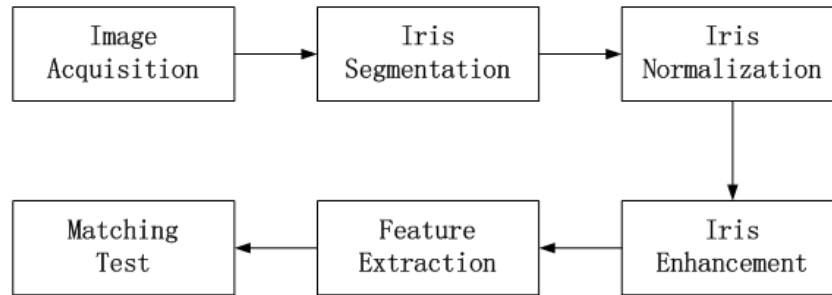 Image
Acquisition
Iris
Segmentation
Iris
Normalization
Iris
Enhancement
Feature
Extraction
Matching
Test